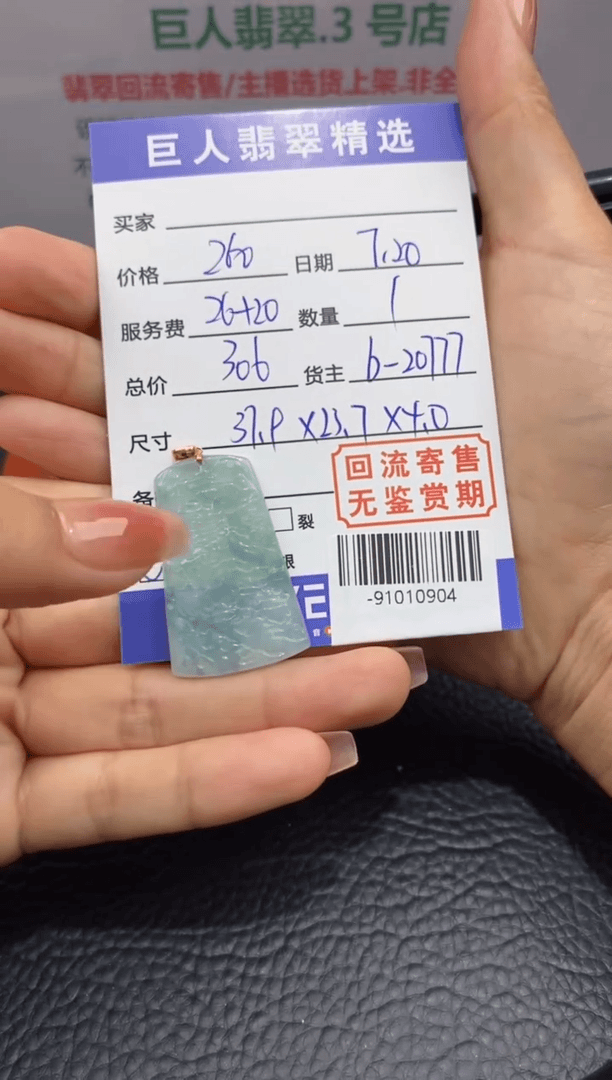 巨人翡翠.3 号店
翡翠回流寄售/主播选货上架.非全
巨人翡翠精选
买家
价格 260 日期 7.20
服务费 26+20 数量 1
总价 306 货主 6-20777
尺寸 37.9 X23.7 X4.0
备
回流寄售
无鉴赏期
裂
-91010904